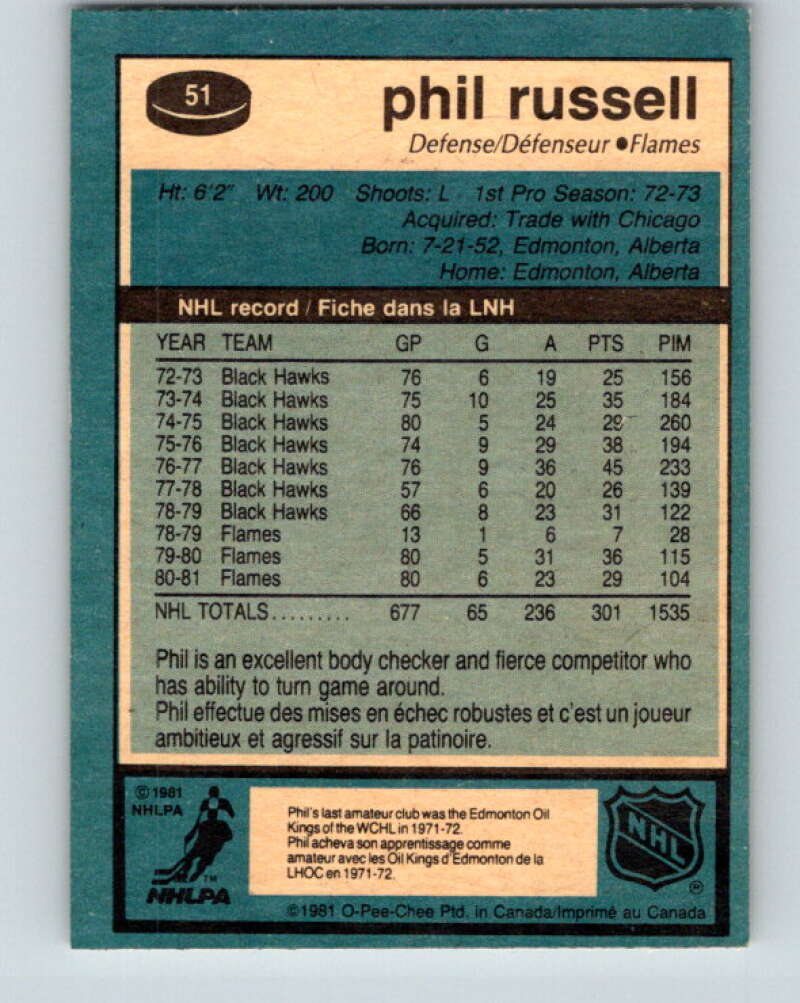 51
phil russell
Defense/Défenseur ● Flames
Ht: 6'2" Wt: 200 Shoots: L 1st Pro Season: 72-73
Acquired: Trade with Chicago
Born: 7-21-52, Edmonton, Alberta
Home: Edmonton, Alberta
NHL record / Fiche dans la LNH
YEAR TEAM GP G A PTS PIM
72-73 Black Hawks 76 6 19 25 156
73-74 Black Hawks 75 10 25 35 184
74-75 Black Hawks 80 5 24 29 260
75-76 Black Hawks 74 9 29 38 194
76-77 Black Hawks 76 9 36 45 233
77-78 Black Hawks 57 6 20 26 139
78-79 Black Hawks 66 8 23 31 122
78-79 Flames 13 1 6 7 28
79-80 Flames 80 5 31 36 115
80-81 Flames 80 6 23 29 104
NHL TOTALS......... 677 65 236 301 1535
Phil is an excellent body checker and fierce competitor who
has ability to turn game around.
Phil effectue des mises en échec robustes et c'est un joueur
ambitieux et agressif sur la patinoire.
© 1981
NHLPA
TM
NHLPA
Phil's last amateur club was the Edmonton Oil
Kings of the WCHL in 1971-72.
Phil acheva son apprentissage comme
amateur avec les Oil Kings d'Edmonton de la
LHOC en 1971-72.
NHL
®
©1981 O-Pee-Chee Ptd. in Canada/Imprimé au Canada